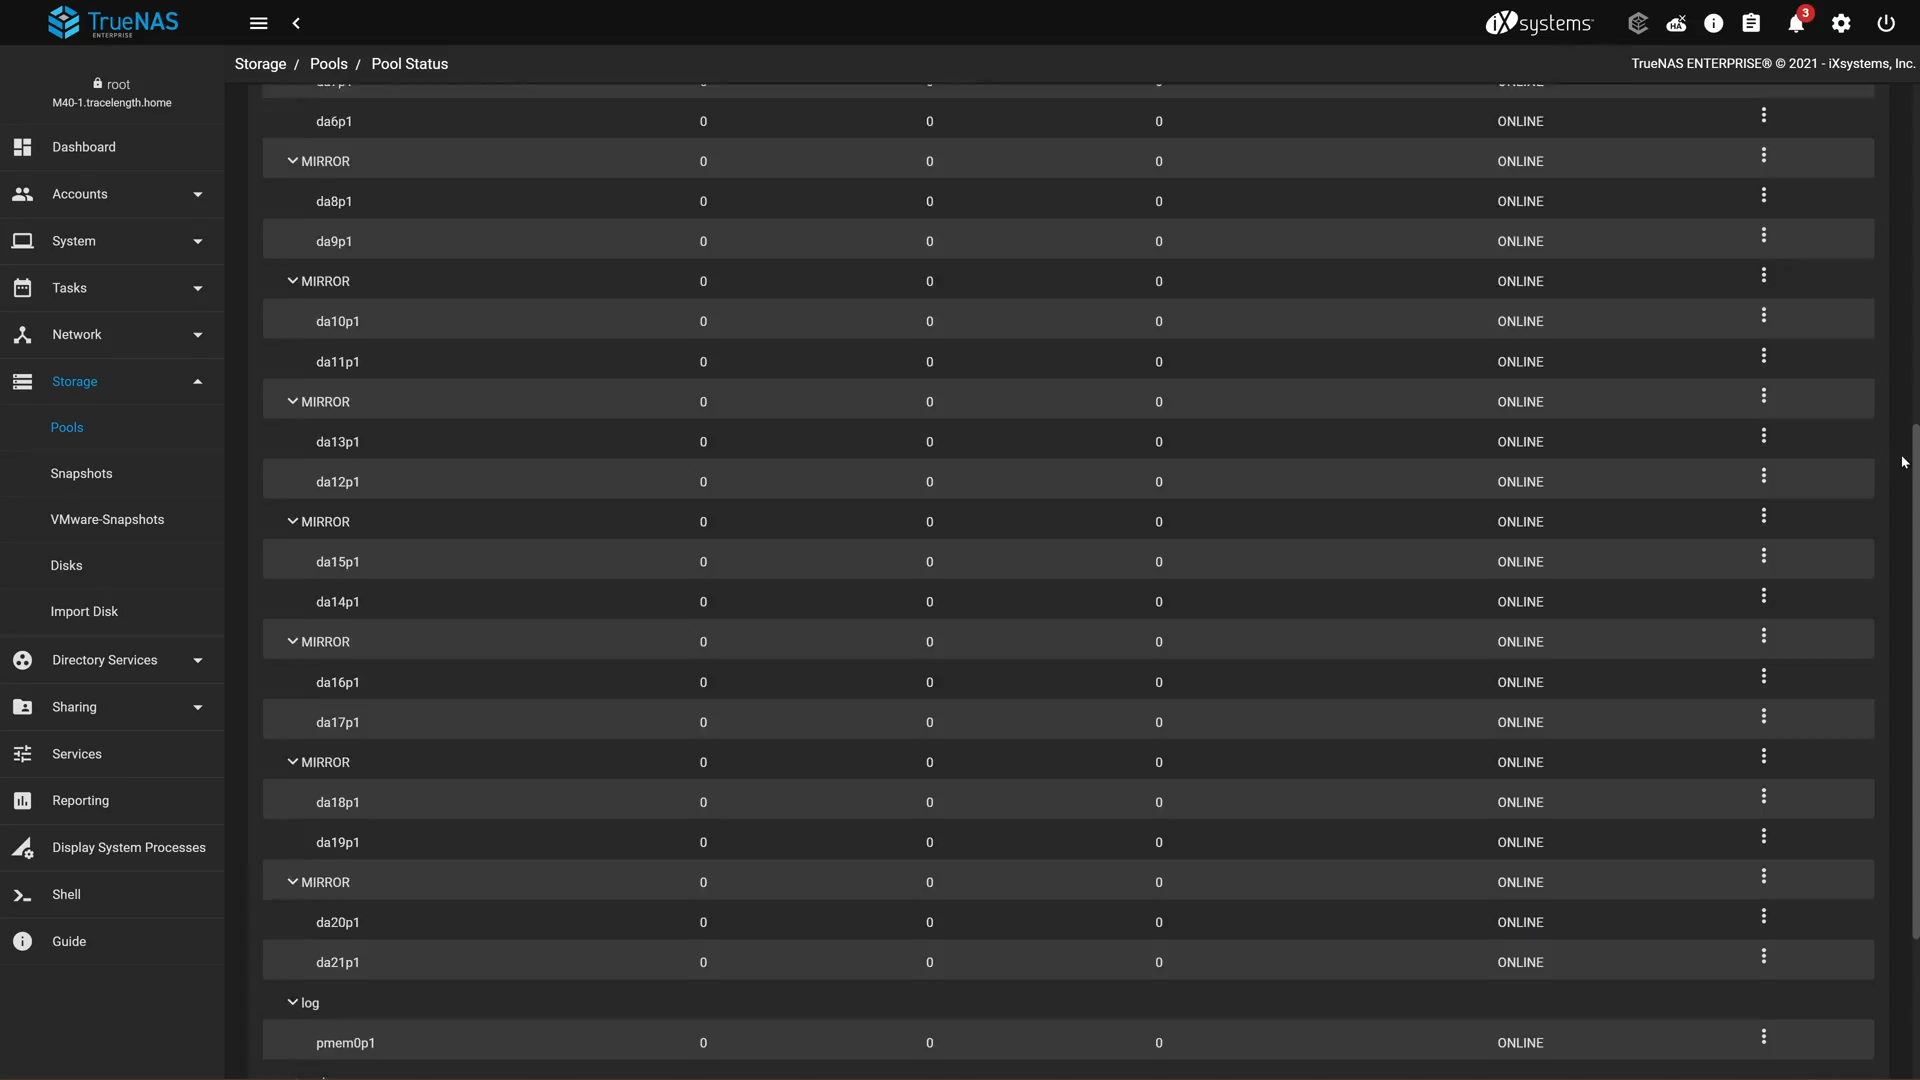 TrueNAS
ENTERPRISE
iXsystems
HA
3
Storage / Pools / Pool Status
TrueNAS ENTERPRISE® © 2021 - iXsystems, Inc.
root
M40-1.tracelength.home
Dashboard
Accounts
System
Tasks
Network
Storage
Pools
Snapshots
VMware-Snapshots
Disks
Import Disk
Directory Services
Sharing
Services
Reporting
Display System Processes
Shell
Guide
da6p1 0 0 0 ONLINE
MIRROR 0 0 0 ONLINE
da8p1 0 0 0 ONLINE
da9p1 0 0 0 ONLINE
MIRROR 0 0 0 ONLINE
da10p1 0 0 0 ONLINE
da11p1 0 0 0 ONLINE
MIRROR 0 0 0 ONLINE
da13p1 0 0 0 ONLINE
da12p1 0 0 0 ONLINE
MIRROR 0 0 0 ONLINE
da15p1 0 0 0 ONLINE
da14p1 0 0 0 ONLINE
MIRROR 0 0 0 ONLINE
da16p1 0 0 0 ONLINE
da17p1 0 0 0 ONLINE
MIRROR 0 0 0 ONLINE
da18p1 0 0 0 ONLINE
da19p1 0 0 0 ONLINE
MIRROR 0 0 0 ONLINE
da20p1 0 0 0 ONLINE
da21p1 0 0 0 ONLINE
log
pmem0p1 0 0 0 ONLINE